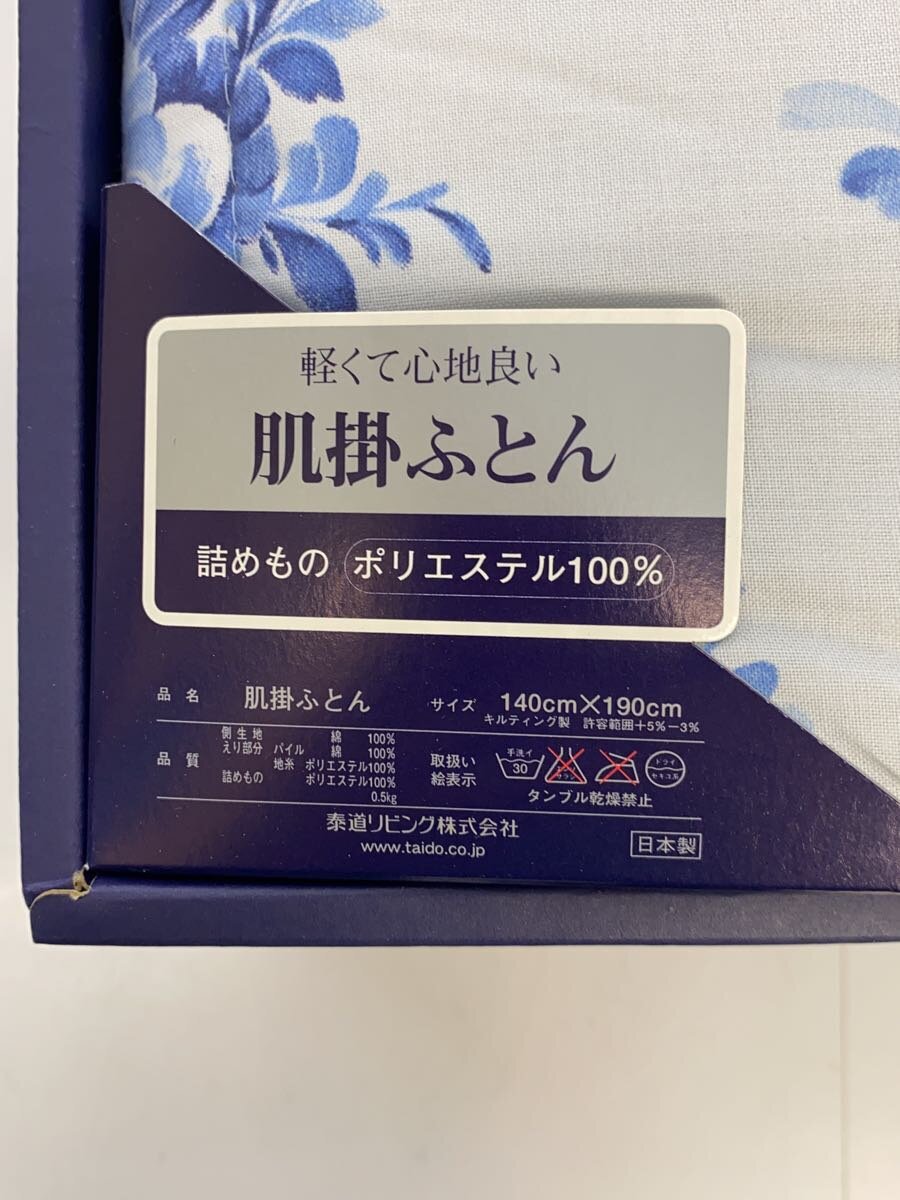 軽くて心地良い
肌掛ふとん
詰めもの ポリエステル100%
品名 肌掛ふとん サイズ 140cm×190cm
キルティング製 許容範囲+5%-3%
品質 側生地 綿 100%
えり部分 パイル 綿 100%
地糸 ポリエステル100%
詰めもの ポリエステル100%
0.5kg
取扱い
絵表示
手洗イ
30
ドライ
セキユ系
タンブル乾燥禁止
泰道リビング株式会社
www.taido.co.jp
日本製